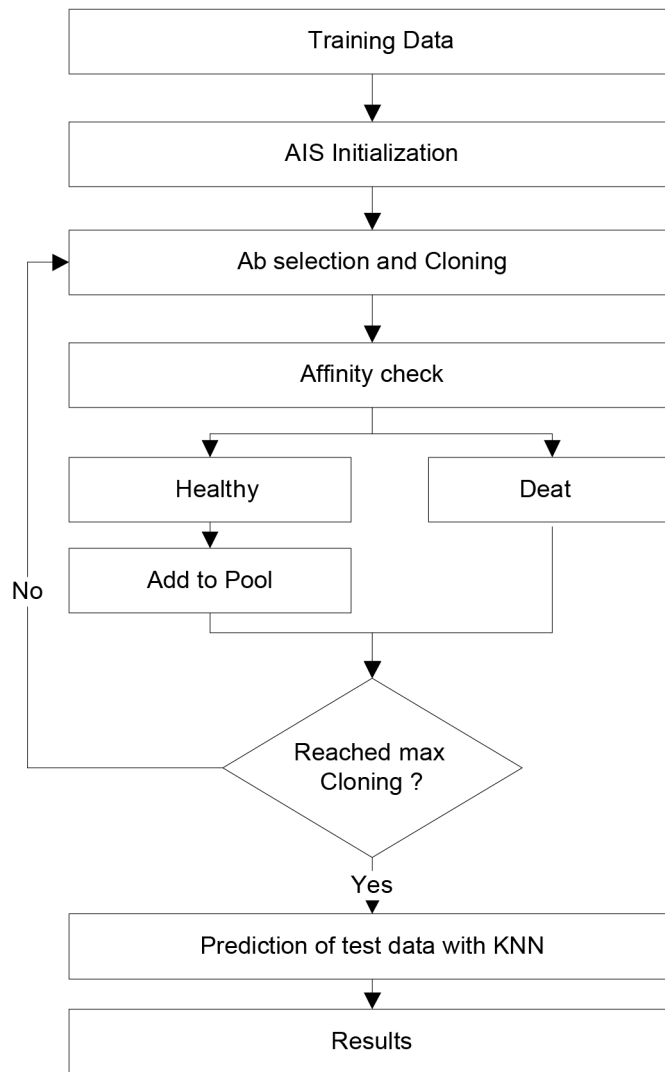 Training Data
AIS Initialization
Ab selection and Cloning
Affinity check
Healthy
Deat
Add to Pool
No
Reached max
Cloning ?
Yes
Prediction of test data with KNN
Results